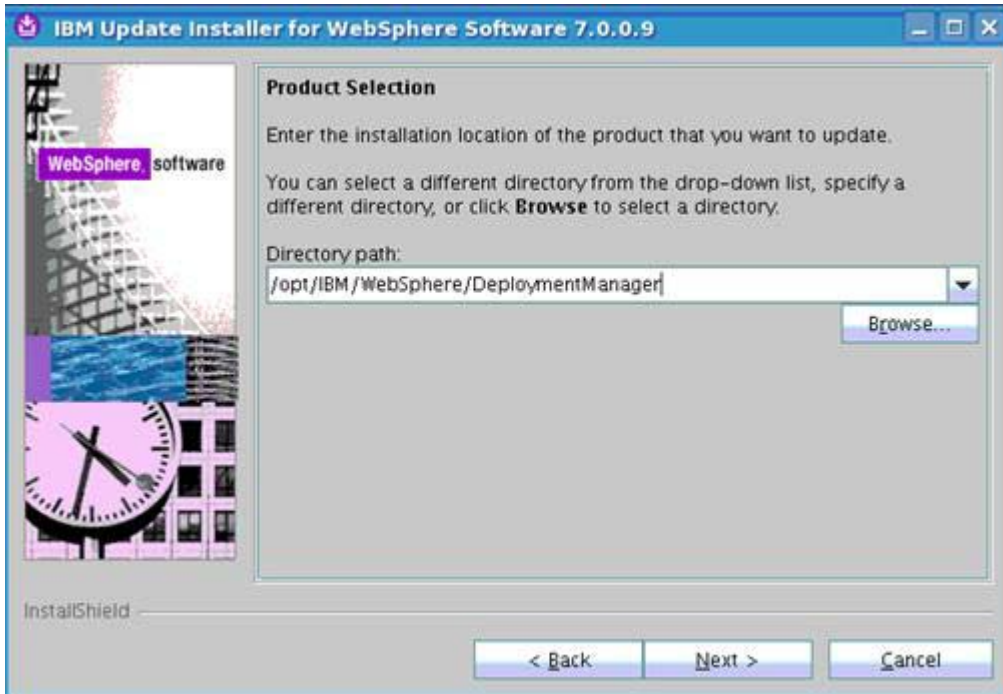 IBM Update Installer for WebSphere Software 7.0.0.9
WebSphere. software
Product Selection
Enter the installation location of the product that you want to update.
You can select a different directory from the drop-down list, specify a
different directory, or click Browse to select a directory.
Directory path:
/opt/IBM/WebSphere/DeploymentManager
Browse...
InstallShield
< Back
Next >
Cancel